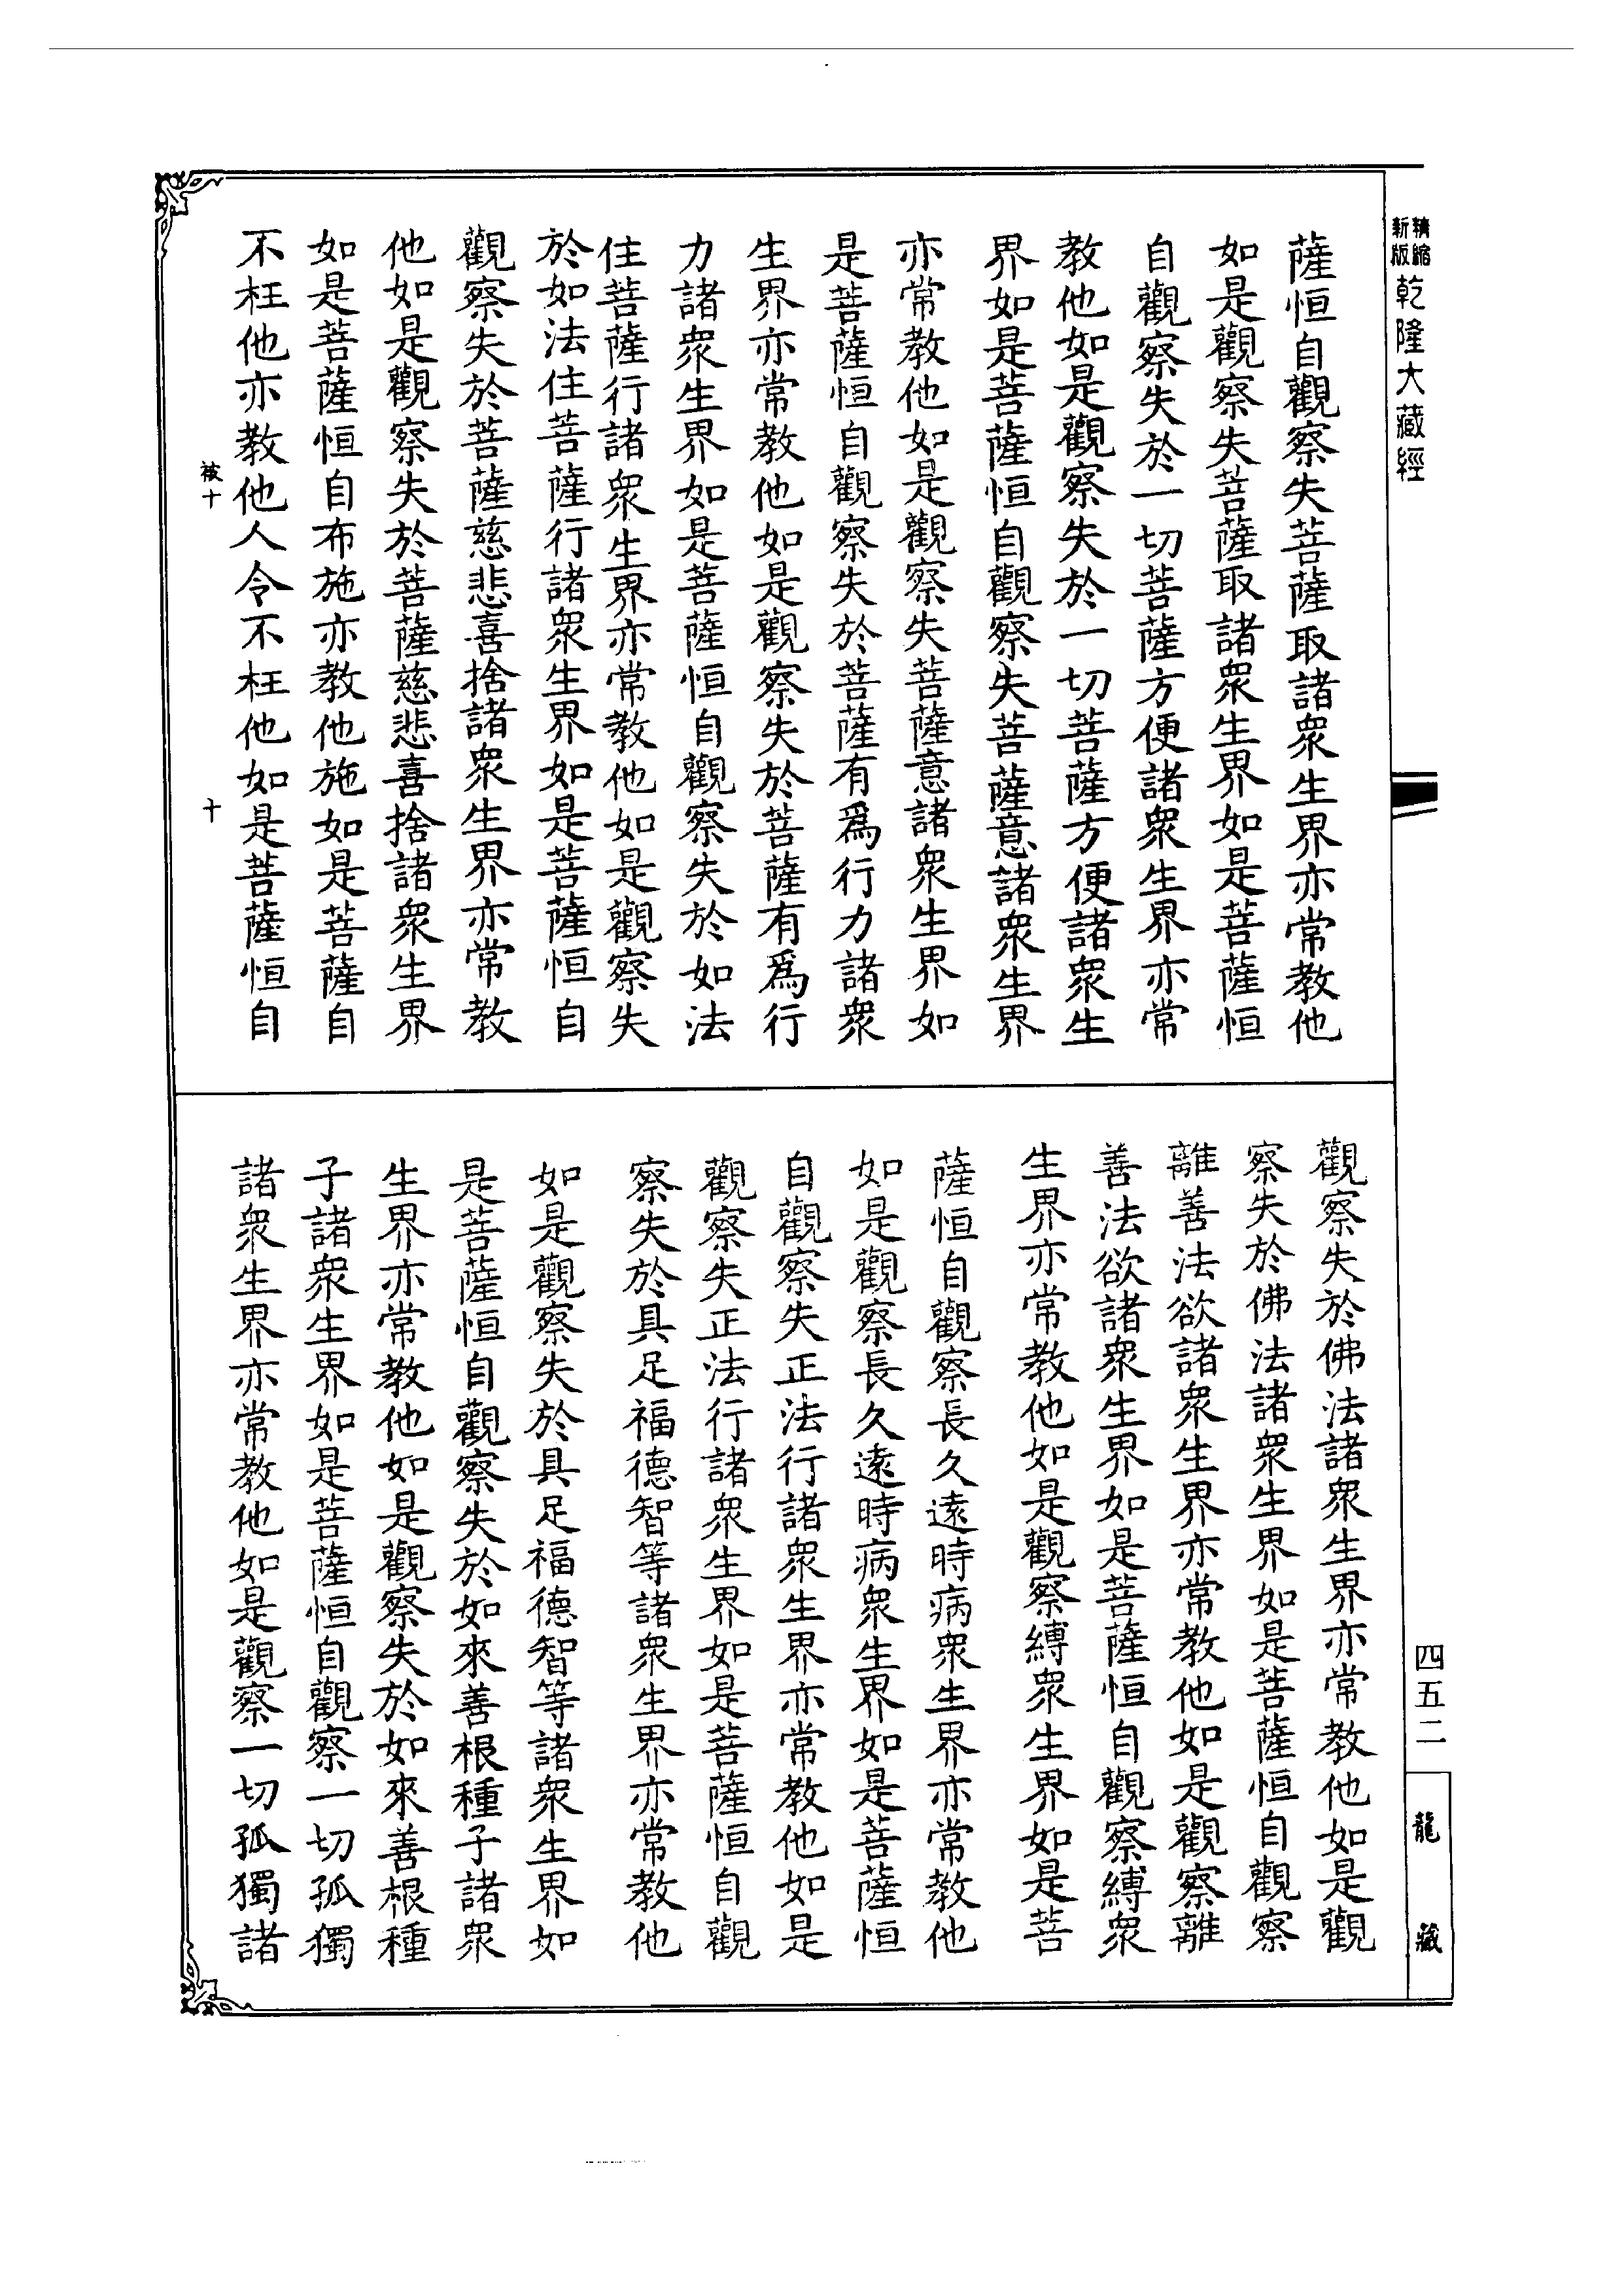 精縮
新版
乾隆大藏經
薩恒自觀察失菩薩取諸衆生界亦常教他
如是觀察失菩薩取諸衆生界如是菩薩恒
自觀察失於一切菩薩方便諸衆生界亦常
教他如是觀察失於一切菩薩方便諸衆生
界如是菩薩恒自觀察失菩薩意諸衆生界
亦常教他如是觀察失菩薩意諸衆生界如
是菩薩恒自觀察失於菩薩有爲行力諸衆
生界亦常教他如是觀察失於菩薩有爲行
力諸衆生界如是菩薩恒自觀察失於如法
住菩薩行諸衆生界亦常教他如是觀察失
於如法住菩薩行諸衆生界如是菩薩恒自
觀察失於菩薩慈悲喜捨諸衆生界亦常教
他如是觀察失於菩薩慈悲喜捨諸衆生界
如是菩薩恒自布施亦教他施如是菩薩自
不枉他亦教他人令不枉他如是菩薩恒自
被十
十
觀察失於佛法諸衆生界亦常教他如是觀
察失於佛法諸衆生界如是菩薩恒自觀察
離善法欲諸衆生界亦常教他如是觀察離
善法欲諸衆生界如是菩薩恒自觀察縛衆
生界亦常教他如是觀察縛衆生界如是菩
薩恒自觀察長久遠時病衆生界亦常教他
如是觀察長久遠時病衆生界如是菩薩恒
自觀察失正法行諸衆生界亦常教他如是
觀察失正法行諸衆生界如是菩薩恒自觀
察失於具足福德智等諸衆生界亦常教他
如是觀察失於具足福德智等諸衆生界如
是菩薩恒自觀察失於如來善根種子諸衆
生界亦常教他如是觀察失於如來善根種
子諸衆生界如是菩薩恒自觀察一切孤獨
諸衆生界亦常教他如是觀察一切孤獨諸
四五二
龍藏